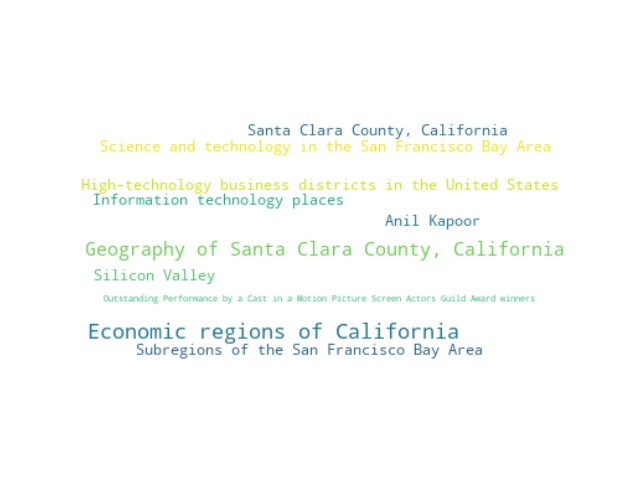 Santa Clara County, California
Science and technology in the San Francisco Bay Area
High-technology business districts in the United States
Information technology places
Anil Kapoor
Geography of Santa Clara County, California
Silicon Valley
Outstanding Performance by a Cast in a Motion Picture Screen Actors Guild Award winners
Economic regions of California
Subregions of the San Francisco Bay Area